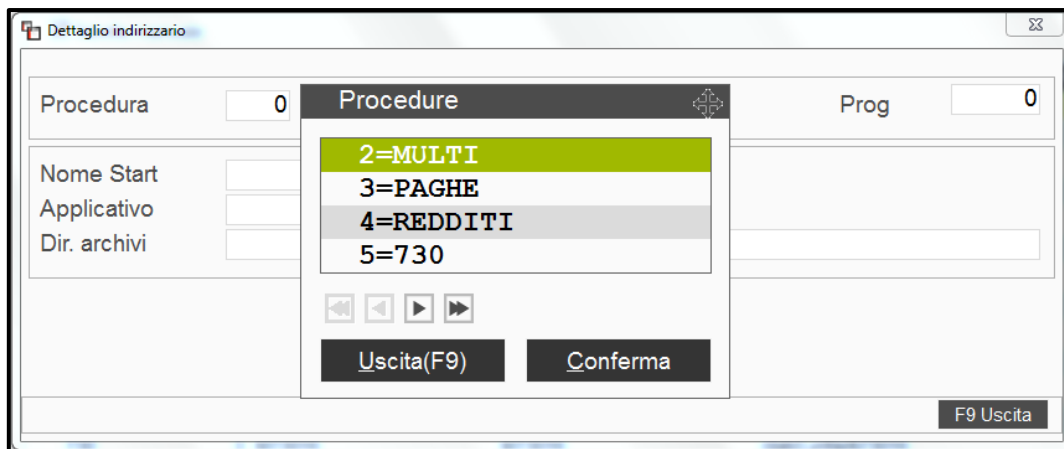 Dettaglio indirizzario
Procedura 0 Procedure Prog 0
2=MULTI
3=PAGHE
4=REDDITI
5=730
Nome Start
Applicativo
Dir. archivi
Uscita(F9) Conferma
F9 Uscita